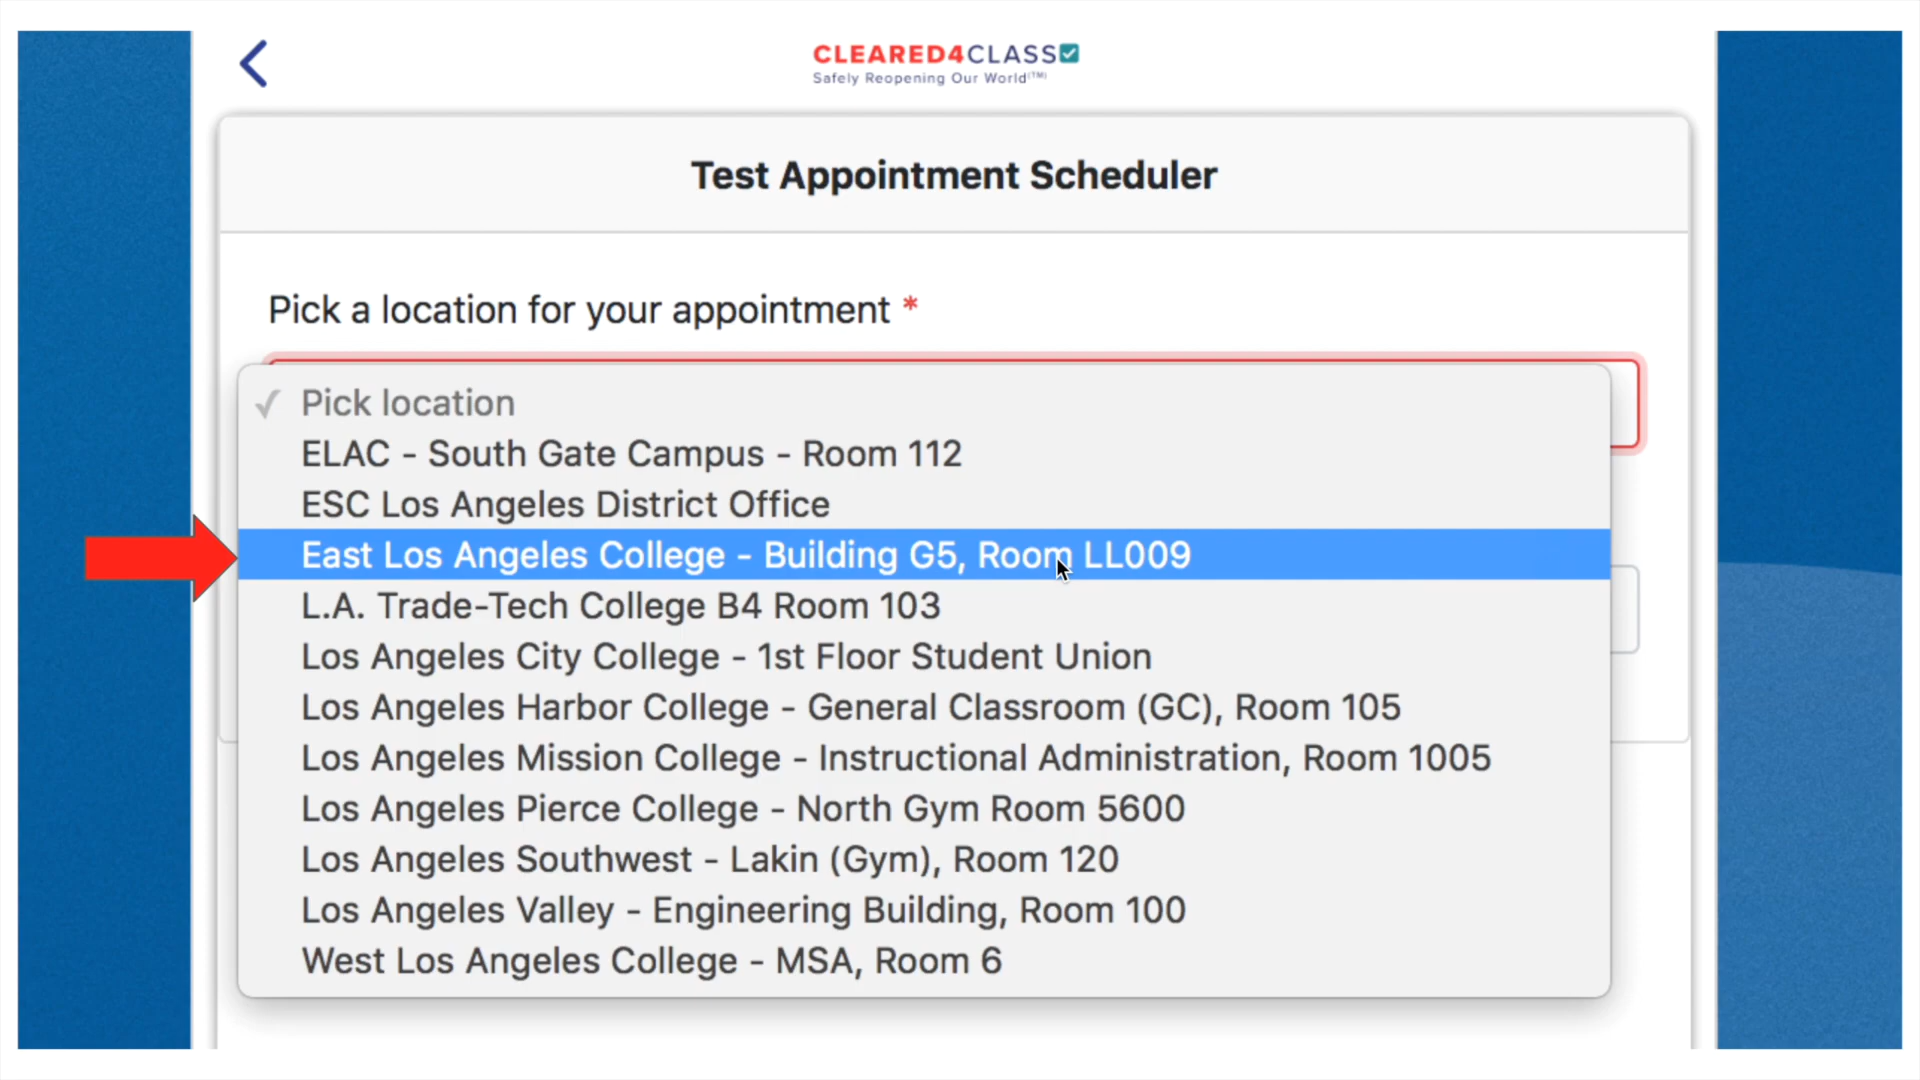 CLEARED4CLASS
Safely Reopening Our World(TM)
Test Appointment Scheduler
Pick a location for your appointment *
✓ Pick location
ELAC - South Gate Campus - Room 112
ESC Los Angeles District Office
East Los Angeles College - Building G5, Room LL009
L.A. Trade-Tech College B4 Room 103
Los Angeles City College - 1st Floor Student Union
Los Angeles Harbor College - General Classroom (GC), Room 105
Los Angeles Mission College - Instructional Administration, Room 1005
Los Angeles Pierce College - North Gym Room 5600
Los Angeles Southwest - Lakin (Gym), Room 120
Los Angeles Valley - Engineering Building, Room 100
West Los Angeles College - MSA, Room 6